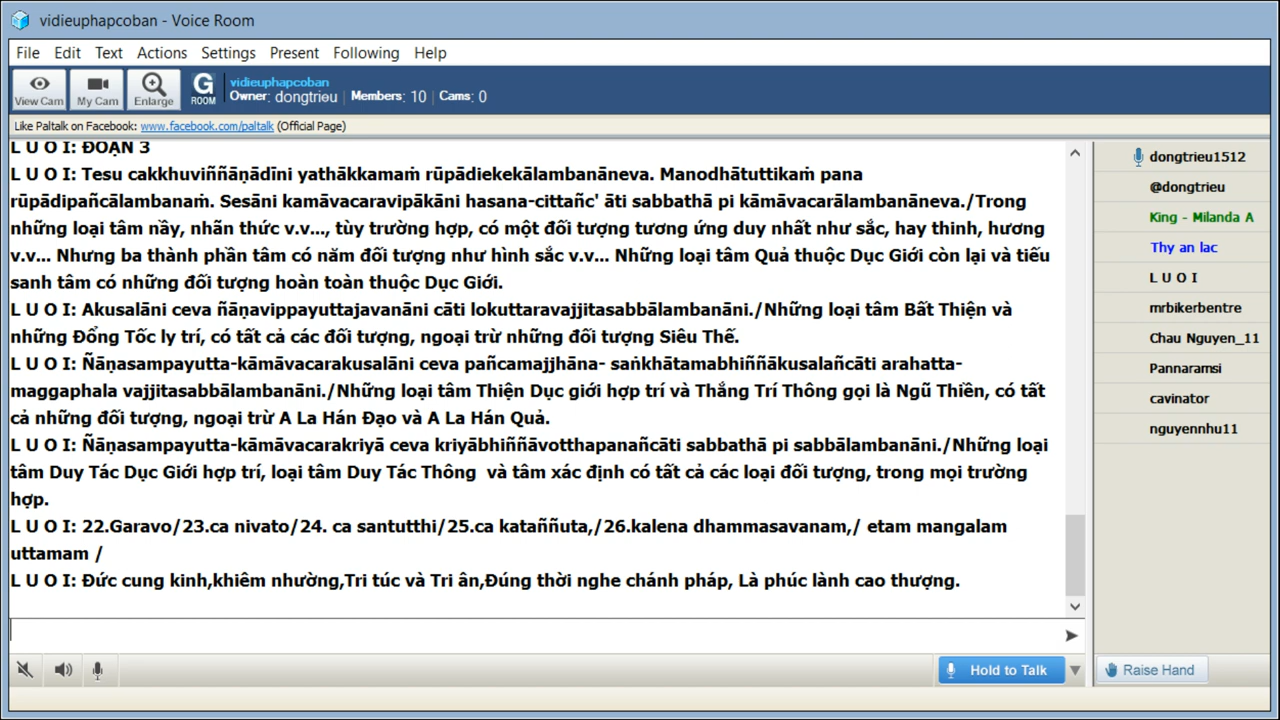 vidieuphapcoban - Voice Room
File Edit Text Actions Settings Present Following Help
View Cam My Cam Enlarge G ROOM
vidieuphapcoban
Owner: dongtrieu | Members: 10 | Cams: 0
Like Paltalk on Facebook: www.facebook.com/paltalk (Official Page)
L U O I: ĐOẠN 3
L U O I: Tesu cakkhuviññāṇādīni yathākkamaṁ rūpādiekekālambanāneva. Manodhātuttikaṁ pana
rūpādipañcālambanaṁ. Sesāni kamāvacaravipākāni hasana-cittañc' āti sabbathā pi kāmāvacarālambanāneva./Trong
những loại tâm nầy, nhãn thức v.v..., tùy trường hợp, có một đối tượng tương ứng duy nhất như sắc, hay thinh, hương
v.v... Nhưng ba thành phần tâm có năm đối tượng như hình sắc v.v... Những loại tâm Quả thuộc Dục Giới còn lại và tiếu
sanh tâm có những đối tượng hoàn toàn thuộc Dục Giới.
L U O I: Akusalāni ceva ñāṇavippayuttajavanāni cāti lokuttaravajjitasabbālambanāni./Những loại tâm Bất Thiện và
những Đổng Tốc ly trí, có tất cả các đối tượng, ngoại trừ những đối tượng Siêu Thế.
L U O I: Ñāṇasampayutta-kāmāvacarakusalāni ceva pañcamajjhāna- saṅkhātamabhiññākusalañcāti arahatta-
maggaphala vajjitasabbālambanāni./Những loại tâm Thiện Dục giới hợp trí và Thắng Trí Thông gọi là Ngũ Thiền, có tất
cả những đối tượng, ngoại trừ A La Hán Đạo và A La Hán Quả.
L U O I: Ñāṇasampayutta-kāmāvacarakriyā ceva kriyābhiññāvotthapanañcāti sabbathā pi sabbālambanāni./Những loại
tâm Duy Tác Dục Giới hợp trí, loại tâm Duy Tác Thông và tâm xác định có tất cả các loại đối tượng, trong mọi trường
hợp.
L U O I: 22.Garavo/23.ca nivato/24. ca santutthi/25.ca kataññuta,/26.kalena dhammasavanam,/ etam mangalam
uttamam /
L U O I: Đức cung kinh,khiêm nhường,Tri túc và Tri ân,Đúng thời nghe chánh pháp, Là phúc lành cao thượng.
dongtrieu1512
@dongtrieu
King - Milanda A
Thy an lac
L U O I
mrbikerbentre
Chau Nguyen_11
Pannaramsi
cavinator
nguyennhu11
Hold to Talk
Raise Hand